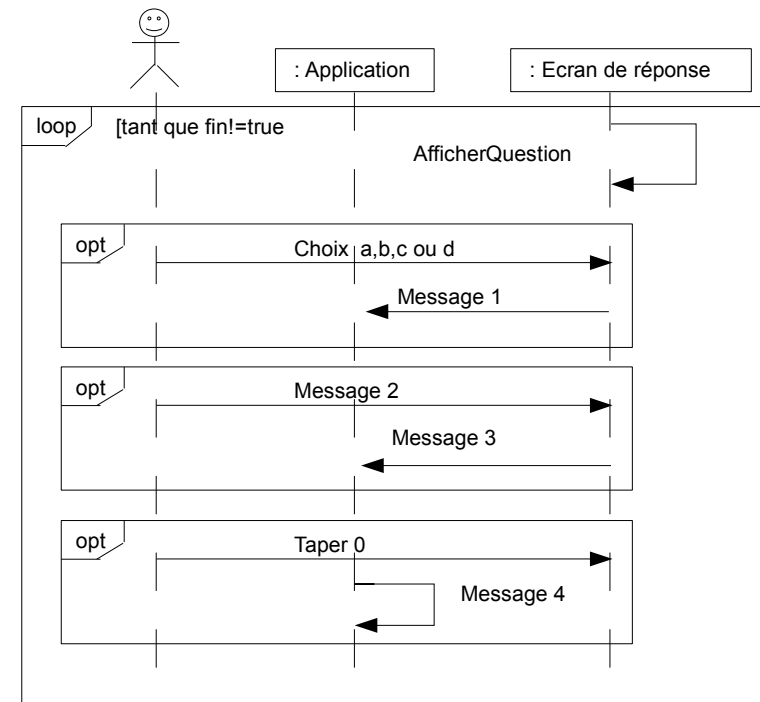 : Application
: Ecran de réponse
loop
[tant que fin!=true
AfficherQuestion
opt
Choix a,b,c ou d
Message 1
opt
Message 2
Message 3
opt
Taper 0
Message 4